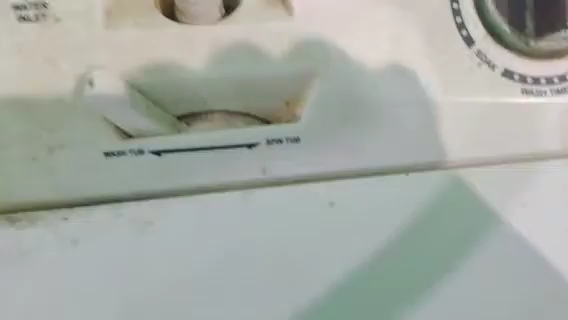 WATER
INLET
SOAK
WASH TIME
WASH TUB
SPIN TUB